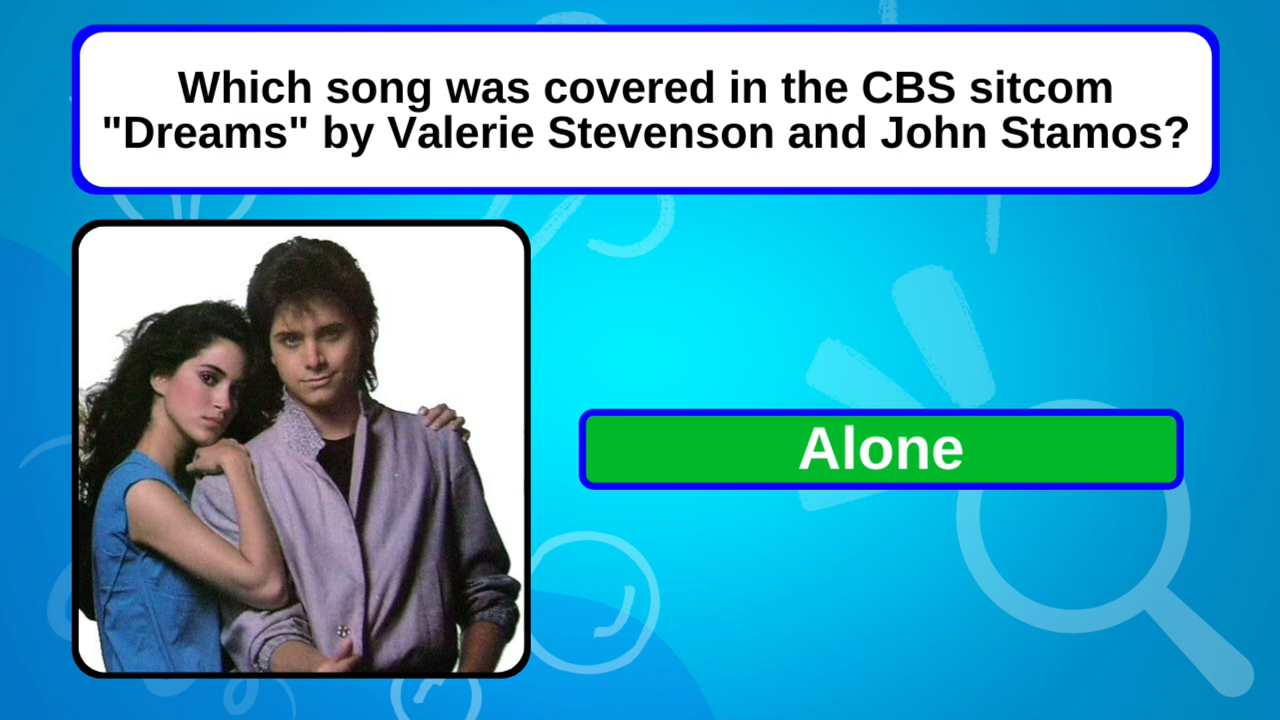 Which song was covered in the CBS sitcom
"Dreams" by Valerie Stevenson and John Stamos?
Alone